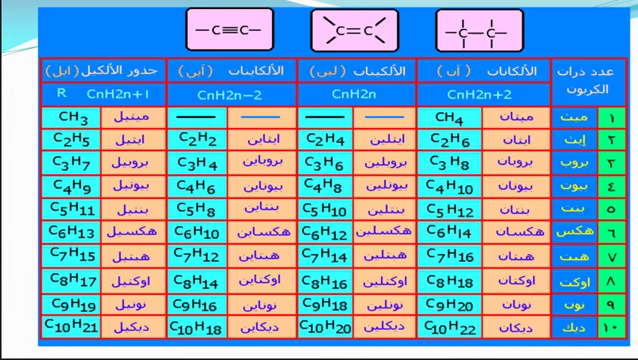 —C≡C— C=C —C—C—
عدد ذرات الألكانات (آن) الألكينات (لين) الألكاينات (آين) جدور الألكيل (ايل)
الكربون CnH2n+2 CnH2n CnH2n−2 CnH2n+1 R
١ ميث ميثان CH4 ميثيل CH3
٢ إيث ايثان C2H6 ايثلين C2H4 ايثاين C2H2 ايثيل C2H5
٣ بروب بروبان C3H8 بروبلين C3H6 بروباين C3H4 بروبيل C3H7
٤ بيوت بيوتان C4H10 بيوتلين C4H8 بيوتاين C4H6 بيوتيل C4H9
٥ بنت بنتان C5H12 بنتلين C5H10 بنتاين C5H8 بنتيل C5H11
٦ هكس هكسان C6H14 هكسلين C6H12 هكساين C6H10 هكسيل C6H13
٧ هبت هبتان C7H16 هبتلين C7H14 هبتاين C7H12 هبتيل C7H15
٨ اوكت اوكتان C8H18 اوكتلين C8H16 اوكتاين C8H14 اوكتيل C8H17
٩ نون نونان C9H20 نونلين C9H18 نوناين C9H16 نونيل C9H19
١٠ ديك ديكان C10H22 ديكلين C10H20 ديكاين C10H18 ديكيل C10H21